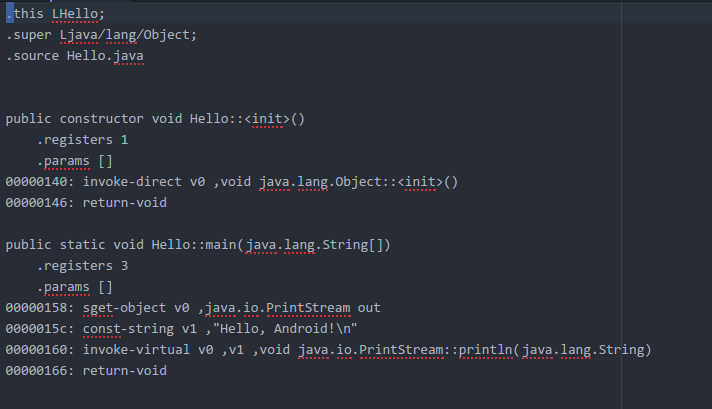 .this LHello;
.super Ljava/lang/Object;
.source Hello.java
public constructor void Hello::<init>()
.registers 1
.params []
00000140: invoke-direct v0 ,void java.lang.Object::<init>()
00000146: return-void
public static void Hello::main(java.lang.String[])
.registers 3
.params []
00000158: sget-object v0 ,java.io.PrintStream out
0000015c: const-string v1 ,"Hello, Android!\n"
00000160: invoke-virtual v0 ,v1 ,void java.io.PrintStream::println(java.lang.String)
00000166: return-void